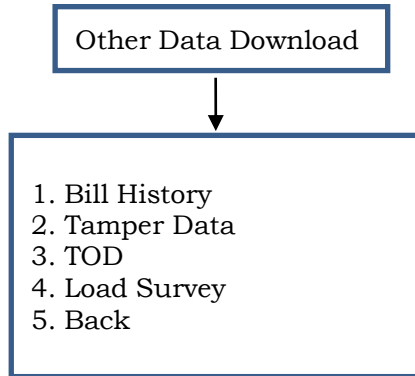 Other Data Download
1. Bill History
2. Tamper Data
3. TOD
4. Load Survey
5. Back